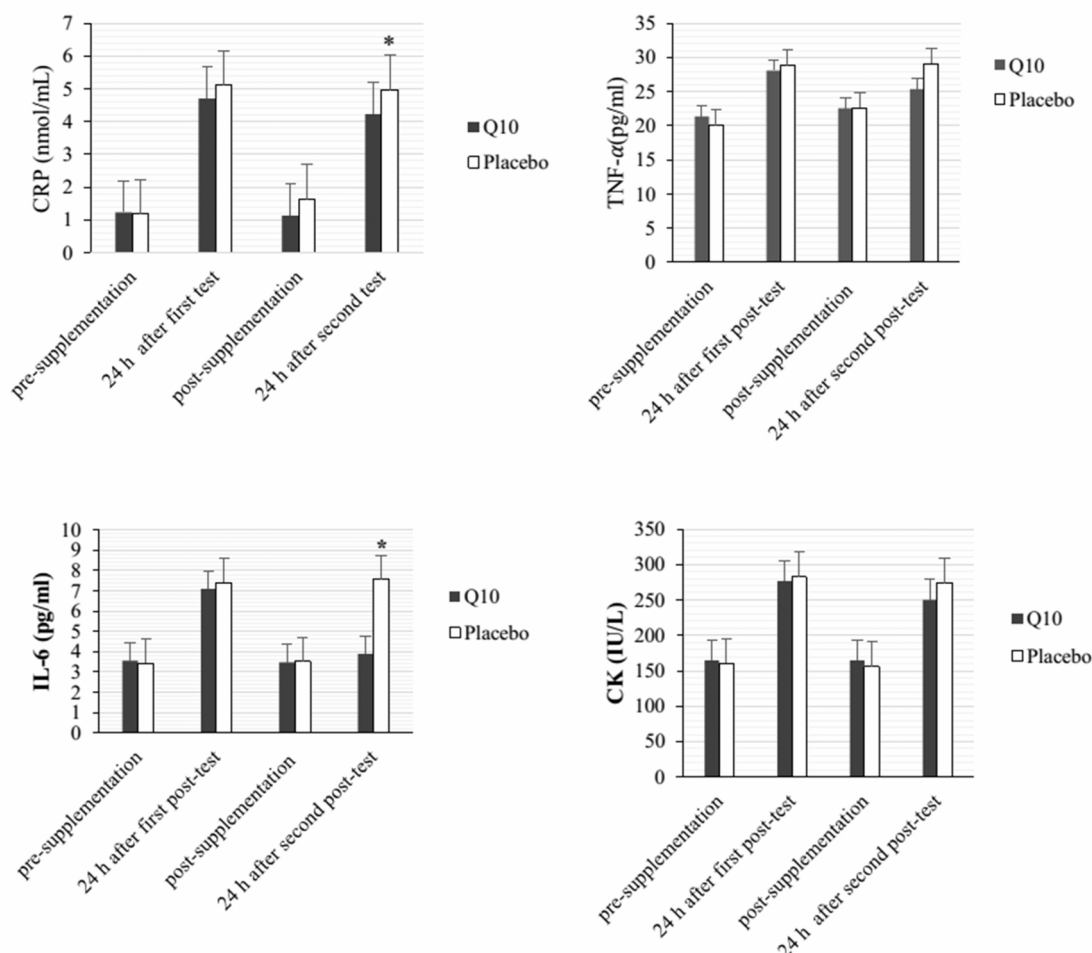 7
6
5
4
3
2
1
0
CRP (nmol/mL)
*
Q10
Placebo
pre-supplementation
24 h after first test
post-supplementation
24 h after second test
35
30
25
20
15
10
5
0
TNF-α(pg/ml)
Q10
Placebo
pre-supplementation
24 h after first post-test
post-supplementation
24 h after second post-test
10
9
8
7
6
5
4
3
2
1
0
IL-6 (pg/ml)
*
Q10
Placebo
pre-supplementation
24 h after first post-test
post-supplementation
24 h after second post-test
350
300
250
200
150
100
50
0
CK (IU/L)
Q10
Placebo
pre-supplementation
24 h after first post-test
post-supplementation
24 h after second post-test